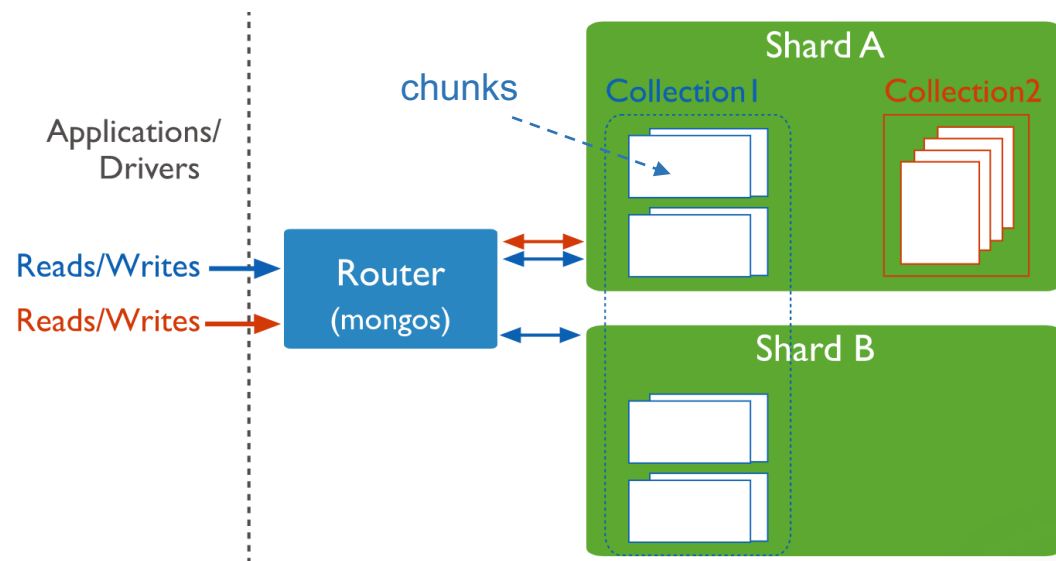 Applications/
Drivers
Reads/Writes
Reads/Writes
Router
(mongos)
chunks
Shard A
Collection1
Collection2
Shard B